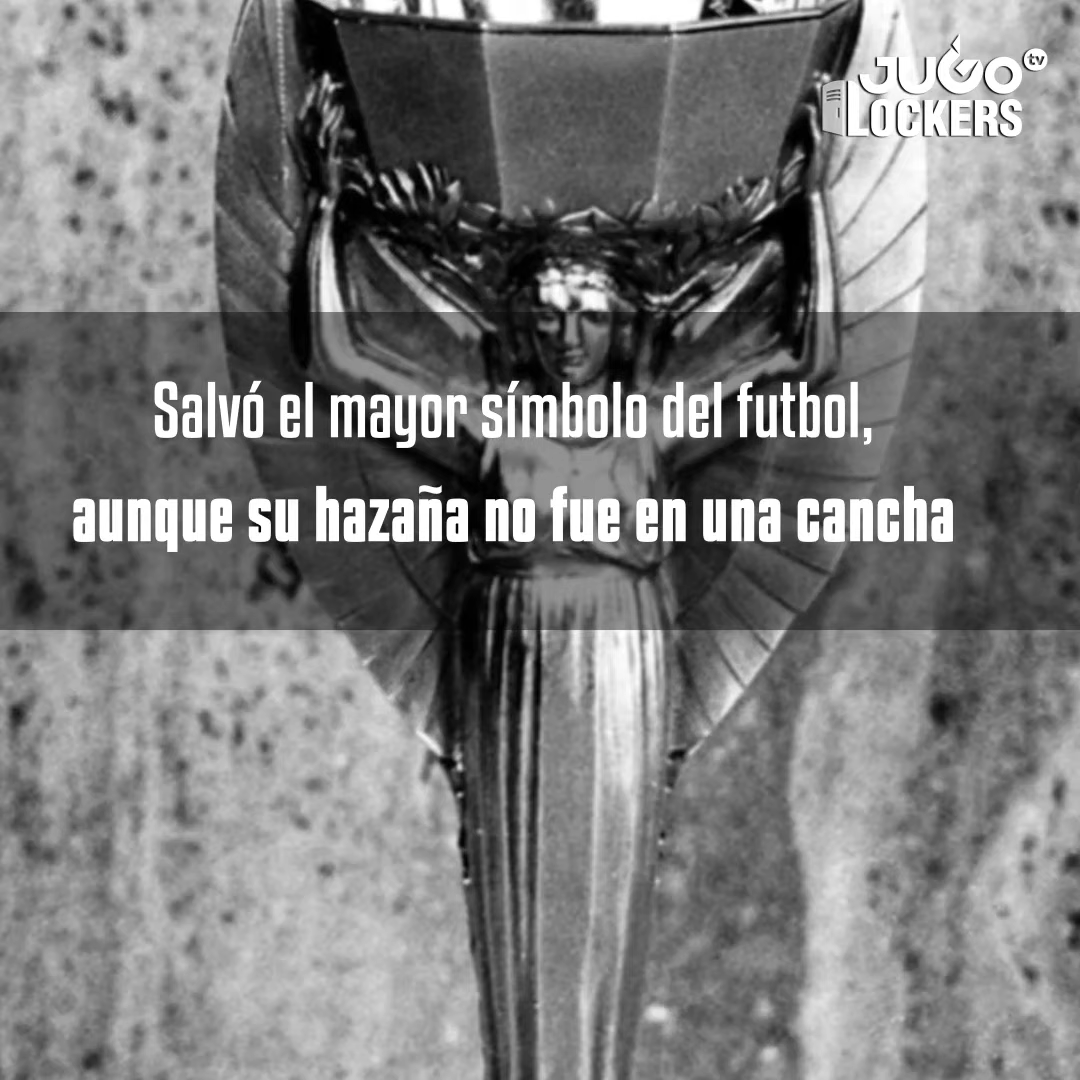 JUGO tv
LOCKERS
Salvó el mayor símbolo del futbol,
aunque su hazaña no fue en una cancha